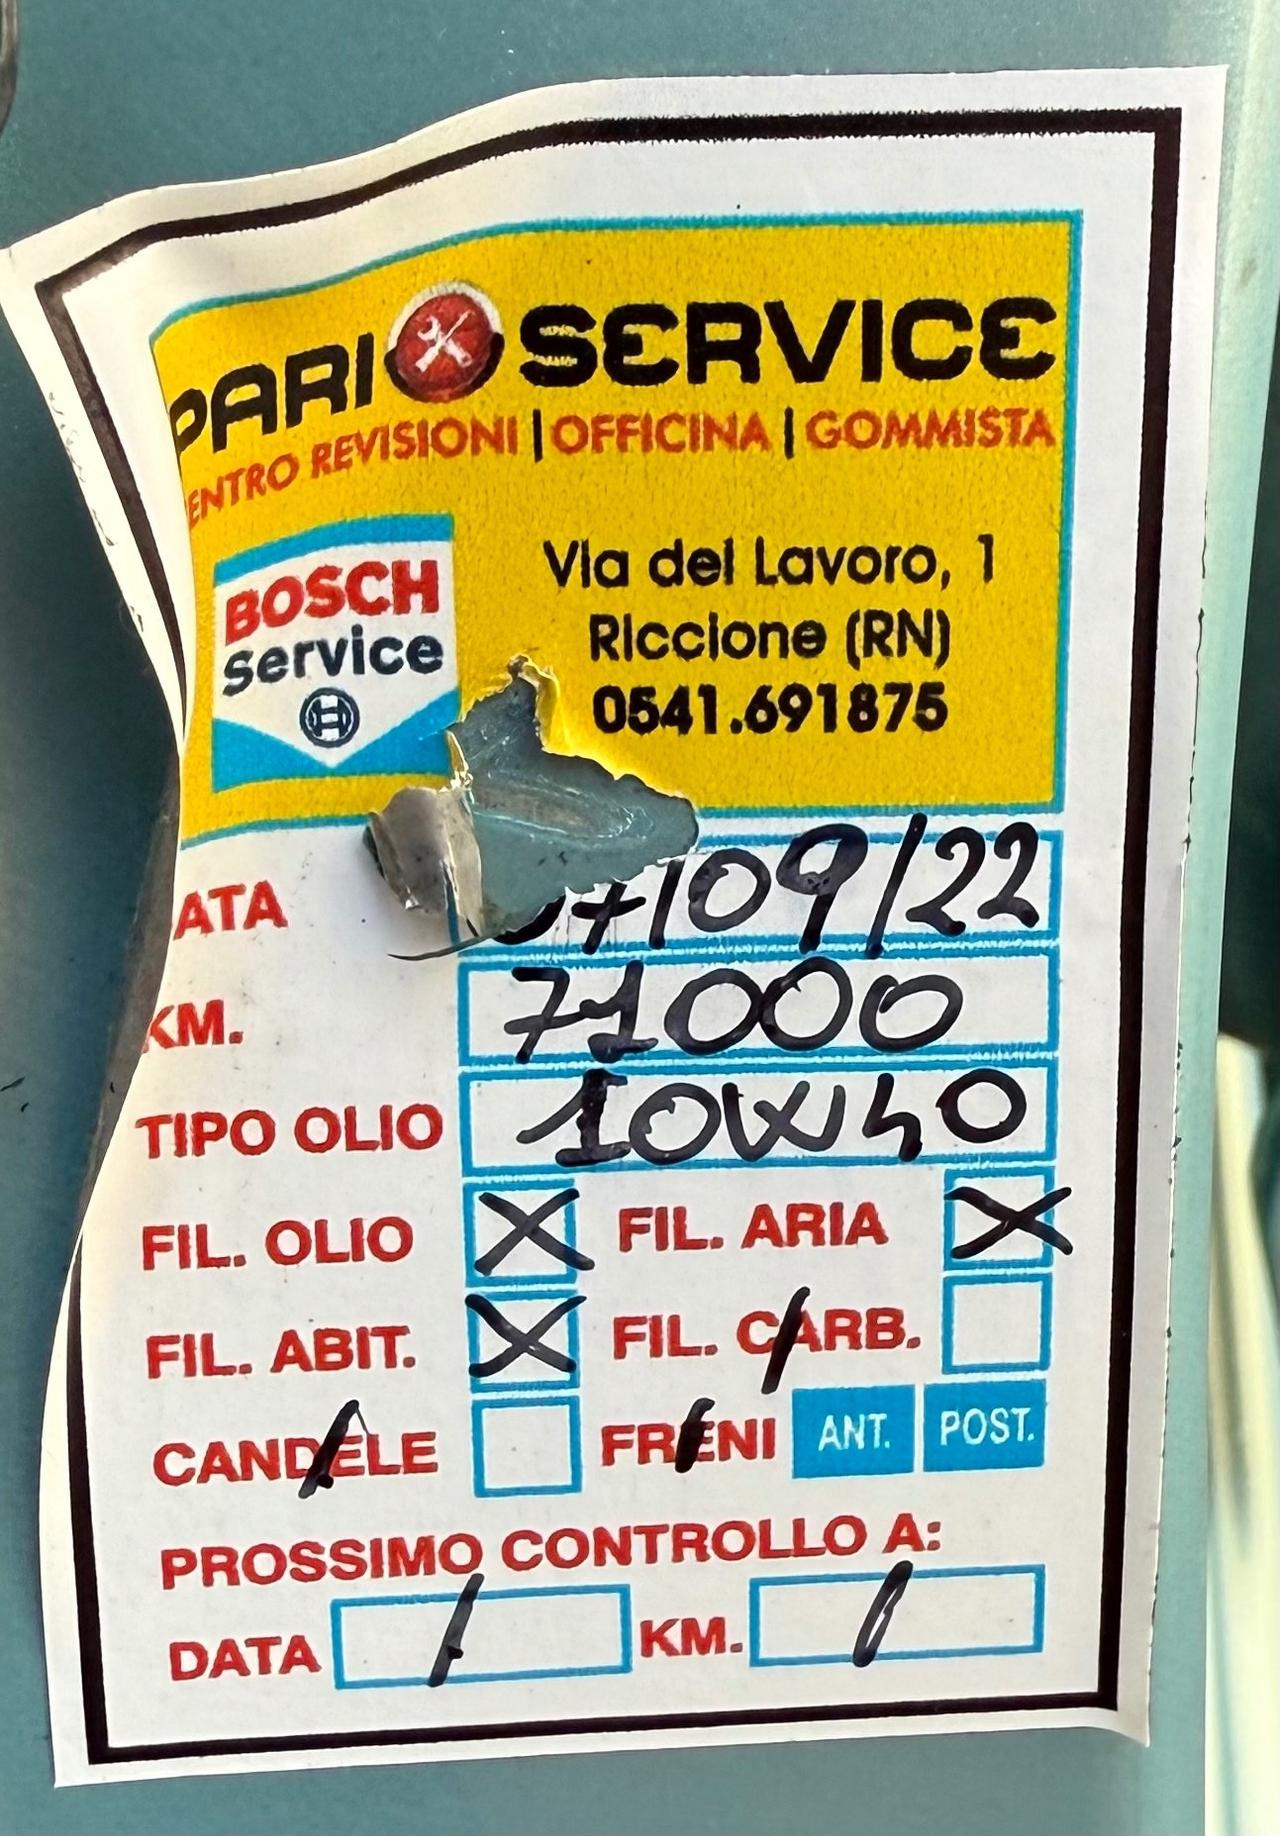 PARI SERVICE
ENTRO REVISIONI | OFFICINA | GOMMISTA
BOSCH
service
Via del Lavoro, 1
Riccione (RN)
0541.691875
ATA 07/09/22
KM. 71000
TIPO OLIO 10W40
FIL. OLIO X FIL. ARIA X
FIL. ABIT. X FIL. CARB.
CANDELE FRENI ANT. POST.
PROSSIMO CONTROLLO A:
DATA / KM. /